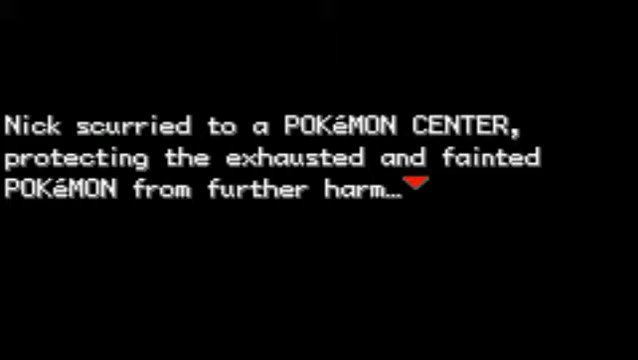 Nick scurried to a POKéMON CENTER,
protecting the exhausted and fainted
POKéMON from further harm…